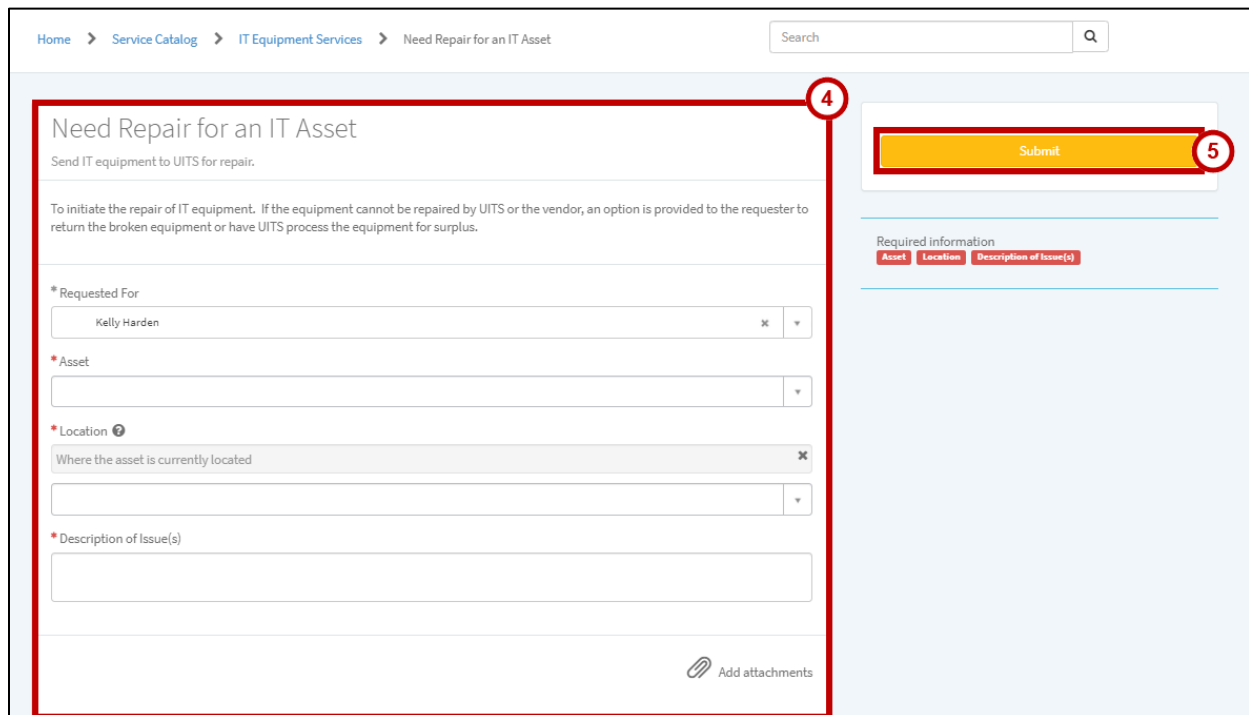 Home > Service Catalog > IT Equipment Services > Need Repair for an IT Asset
Search
4
Need Repair for an IT Asset
Send IT equipment to UITS for repair.
To initiate the repair of IT equipment.  If the equipment cannot be repaired by UITS or the vendor, an option is provided to the requester to
return the broken equipment or have UITS process the equipment for surplus.
*Requested For
Kelly Harden
*Asset
*Location
Where the asset is currently located
*Description of Issue(s)
Add attachments
Submit
5
Required information
Asset Location Description of Issue(s)